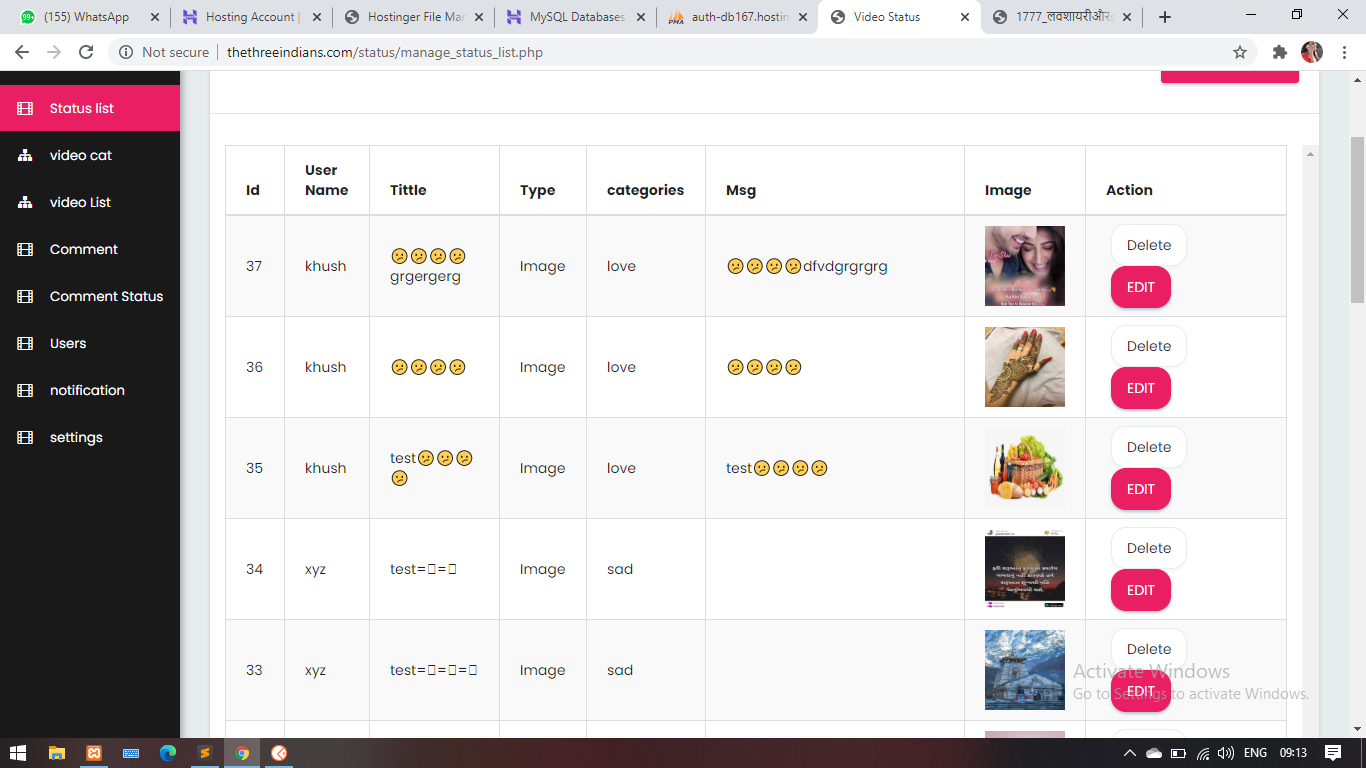 (155) WhatsApp
Hosting Account |
Hostinger File Mar
MySQL Databases
auth-db167.hostin
Video Status
1777_लवशायरीऔर
Not secure | thethreeindians.com/status/manage_status_list.php
Status list
video cat
video List
Comment
Comment Status
Users
notification
settings
Id
User
Name
Tittle
Type
categories
Msg
Image
Action
37
khush
😕😕😕😕
grgergerg
Image
love
😕😕😕😕dfvdgrgrgrg
Delete
EDIT
36
khush
😕😕😕😕
Image
love
😕😕😕😕
Delete
EDIT
35
khush
test😕😕😕
😕
Image
love
test😕😕😕😕
Delete
EDIT
34
xyz
test=▯=▯
Image
sad
Delete
EDIT
33
xyz
test=▯=▯=▯
Image
sad
Delete
EDIT
Activate Windows
Go to Settings to activate Windows.
ENG
09:13